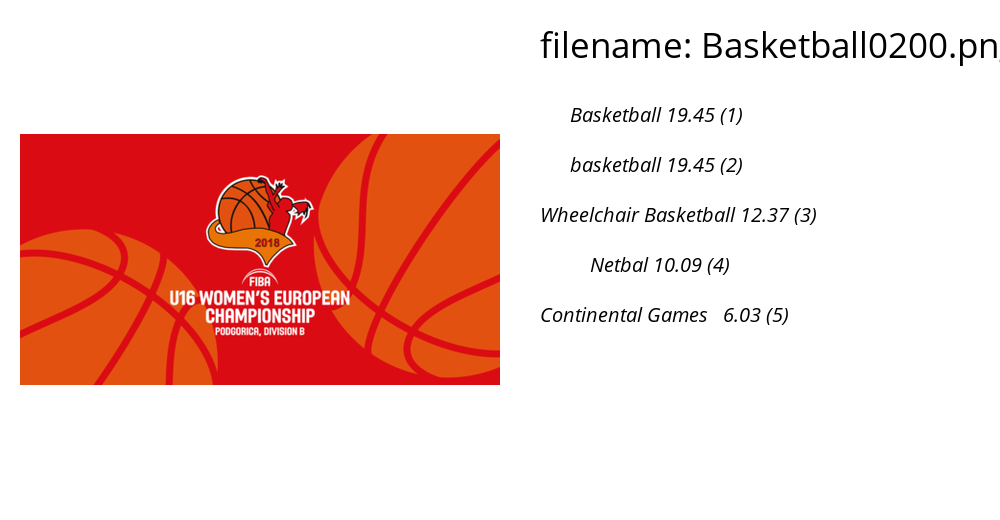 filename: Basketball0200.pn
Basketball 19.45 (1)
basketball 19.45 (2)
Wheelchair Basketball 12.37 (3)
Netbal 10.09 (4)
Continental Games 6.03 (5)
2018
FIBA
U16 WOMEN'S EUROPEAN
CHAMPIONSHIP
PODGORICA, DIVISION B